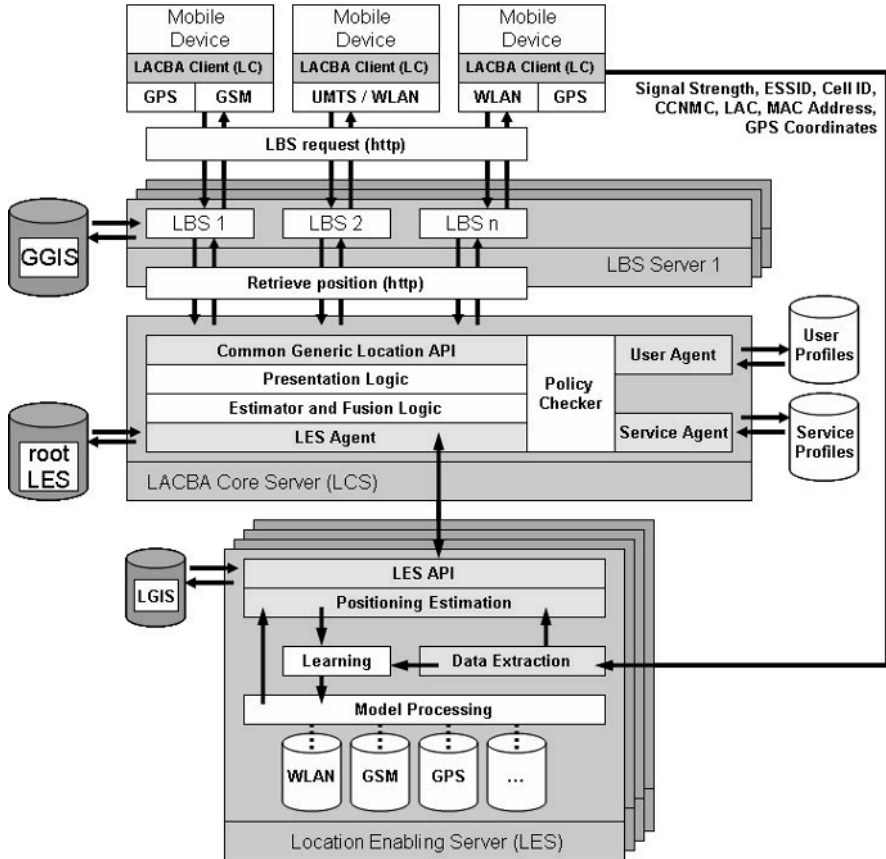 Mobile
Device
LACBA Client (LC)
GPS
GSM
Mobile
Device
LACBA Client (LC)
UMTS / WLAN
Mobile
Device
LACBA Client (LC)
WLAN
GPS
Signal Strength, ESSID, Cell ID,
CCNMC, LAC, MAC Address,
GPS Coordinates
LBS request (http)
GGIS
LBS 1
LBS 2
LBS n
LBS Server 1
Retrieve position (http)
Common Generic Location API
Presentation Logic
Estimator and Fusion Logic
LES Agent
Policy
Checker
User Agent
Service Agent
User
Profiles
Service
Profiles
root
LES
LACBA Core Server (LCS)
LGIS
LES API
Positioning Estimation
Learning
Data Extraction
Model Processing
WLAN
GSM
GPS
...
Location Enabling Server (LES)